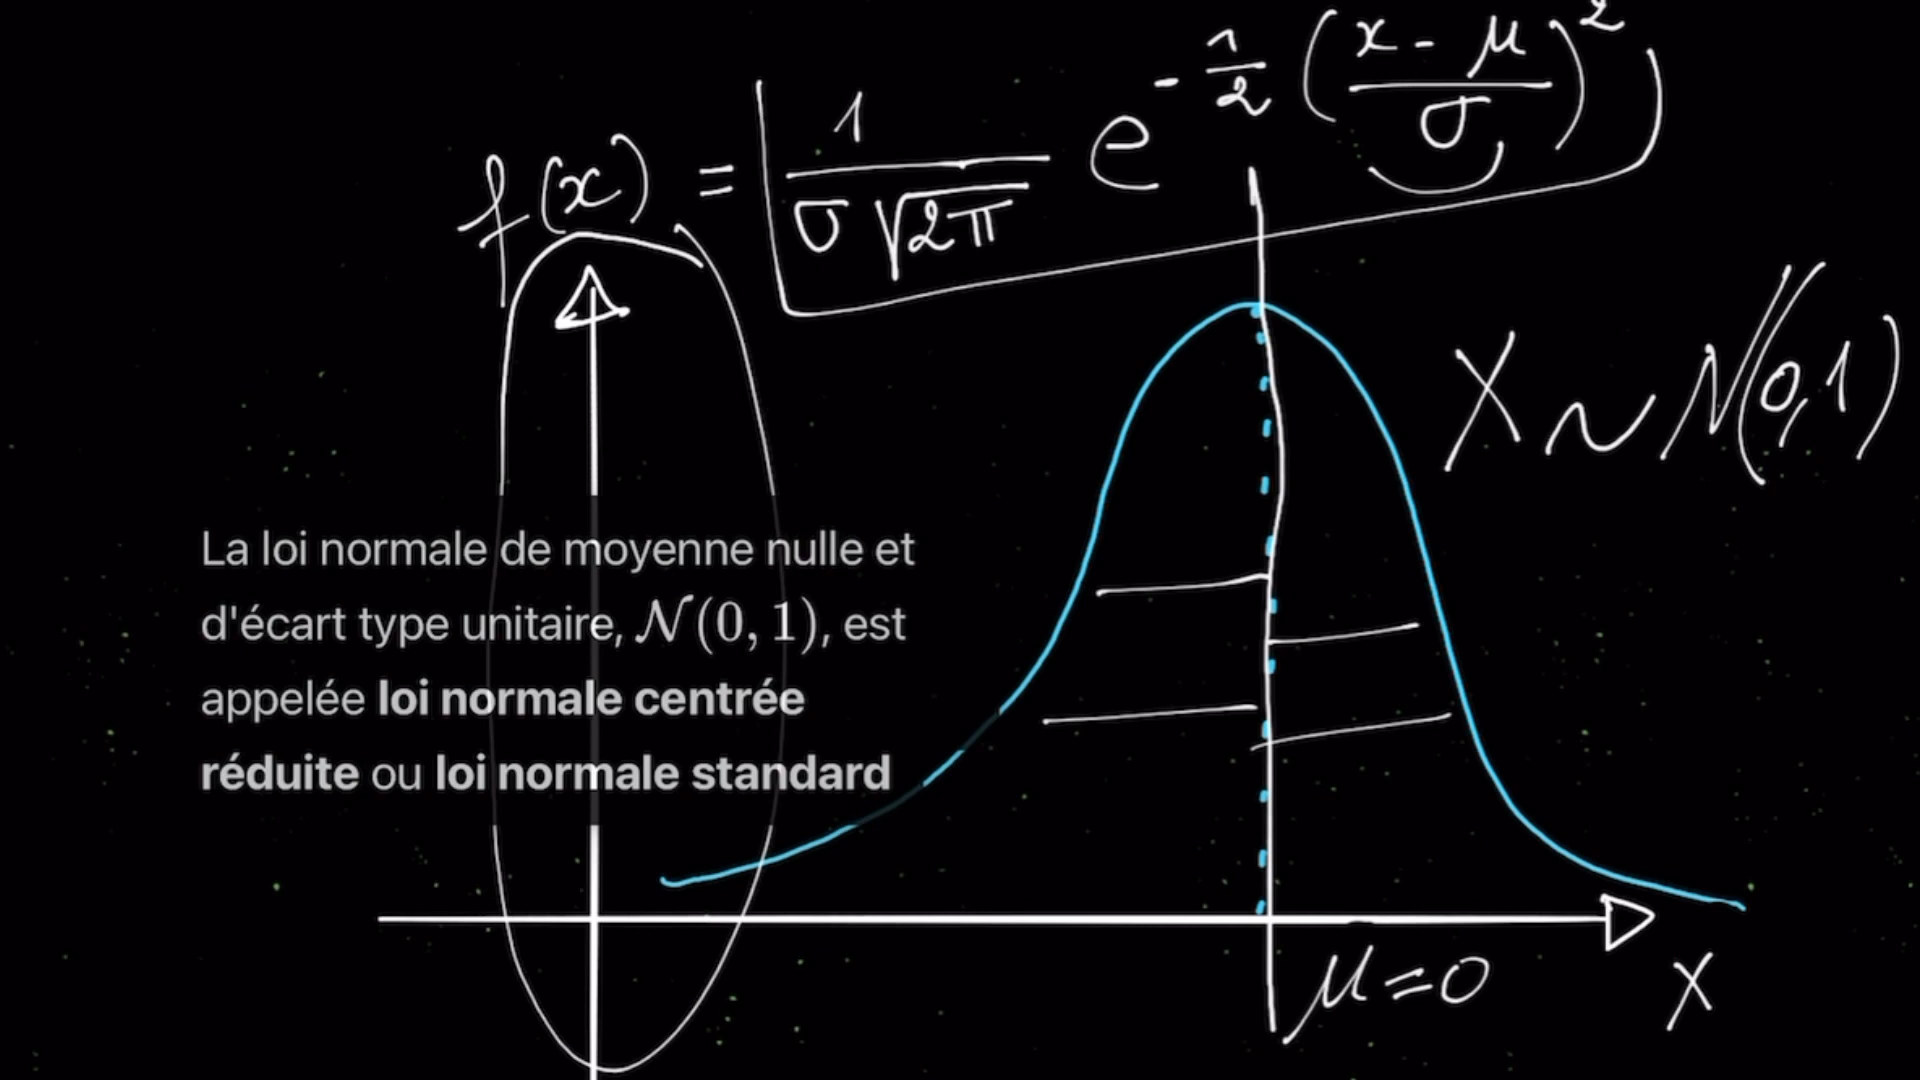 f(x) = 1/(σ√2π) e^(-1/2 ((x - μ)/σ)^2)
X ~ N(0,1)
La loi normale de moyenne nulle et
d'écart type unitaire, 𝒩(0, 1), est
appelée loi normale centrée
réduite ou loi normale standard
μ=0
X